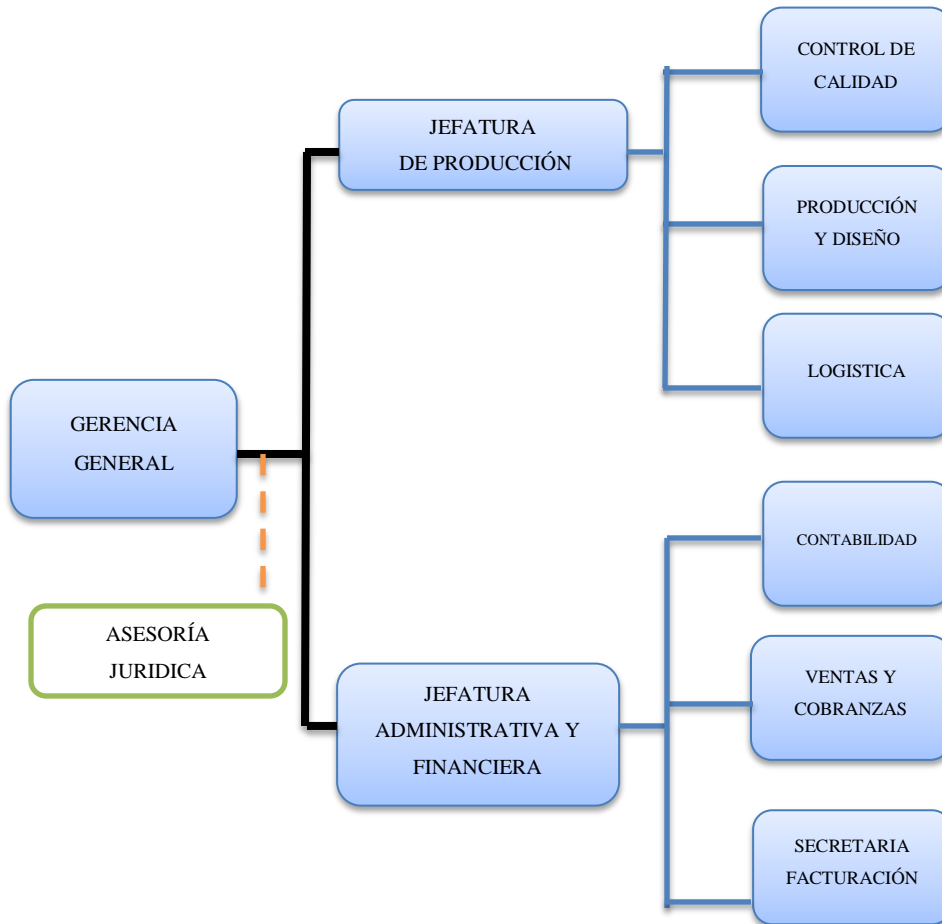 CONTROL DE
CALIDAD
JEFATURA
DE PRODUCCIÓN
PRODUCCIÓN
Y DISEÑO
LOGISTICA
GERENCIA
GENERAL
ASESORÍA
JURIDICA
JEFATURA
ADMINISTRATIVA Y
FINANCIERA
CONTABILIDAD
VENTAS Y
COBRANZAS
SECRETARIA
FACTURACIÓN